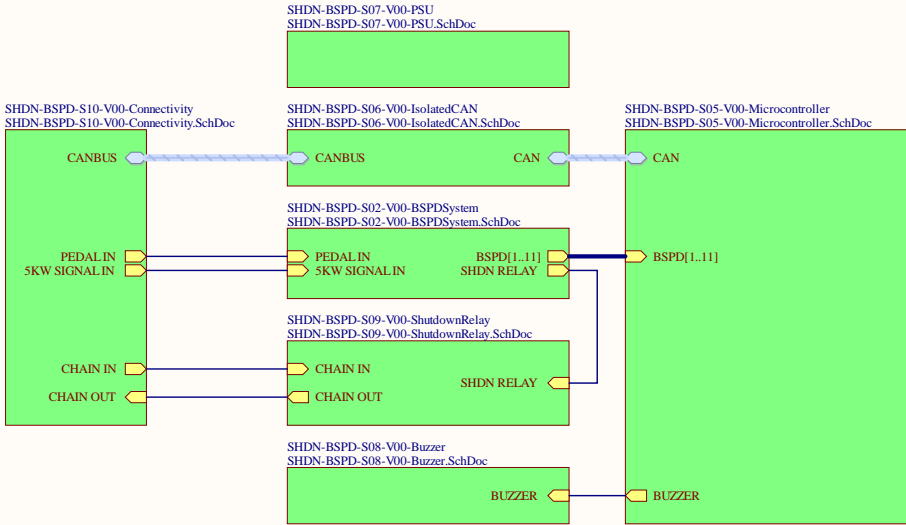 SHDN-BSPD-S07-V00-PSU
SHDN-BSPD-S07-V00-PSU.SchDoc
SHDN-BSPD-S10-V00-Connectivity
SHDN-BSPD-S10-V00-Connectivity.SchDoc
CANBUS
PEDAL IN
5KW SIGNAL IN
CHAIN IN
CHAIN OUT
SHDN-BSPD-S06-V00-IsolatedCAN
SHDN-BSPD-S06-V00-IsolatedCAN.SchDoc
CANBUS
CAN
SHDN-BSPD-S02-V00-BSPDSystem
SHDN-BSPD-S02-V00-BSPDSystem.SchDoc
PEDAL IN
BSPD[1..11]
5KW SIGNAL IN
SHDN RELAY
SHDN-BSPD-S09-V00-ShutdownRelay
SHDN-BSPD-S09-V00-ShutdownRelay.SchDoc
CHAIN IN
SHDN RELAY
CHAIN OUT
SHDN-BSPD-S08-V00-Buzzer
SHDN-BSPD-S08-V00-Buzzer.SchDoc
BUZZER
SHDN-BSPD-S05-V00-Microcontroller
SHDN-BSPD-S05-V00-Microcontroller.SchDoc
CAN
BSPD[1..11]
BUZZER